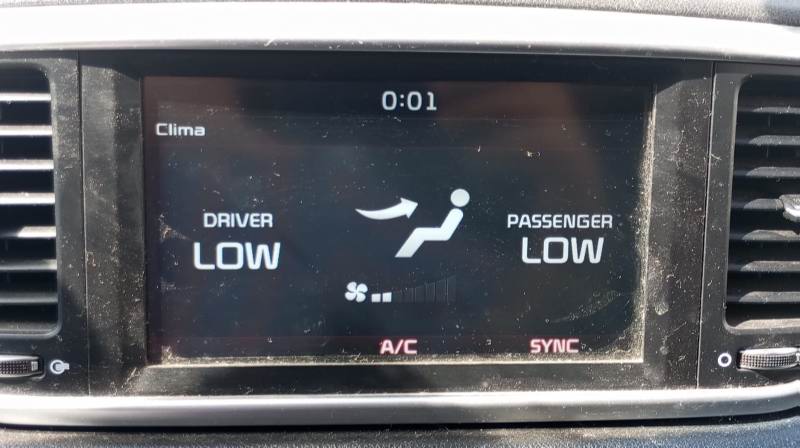 0:01
Clima
DRIVER PASSENGER
LOW LOW
A/C SYNC